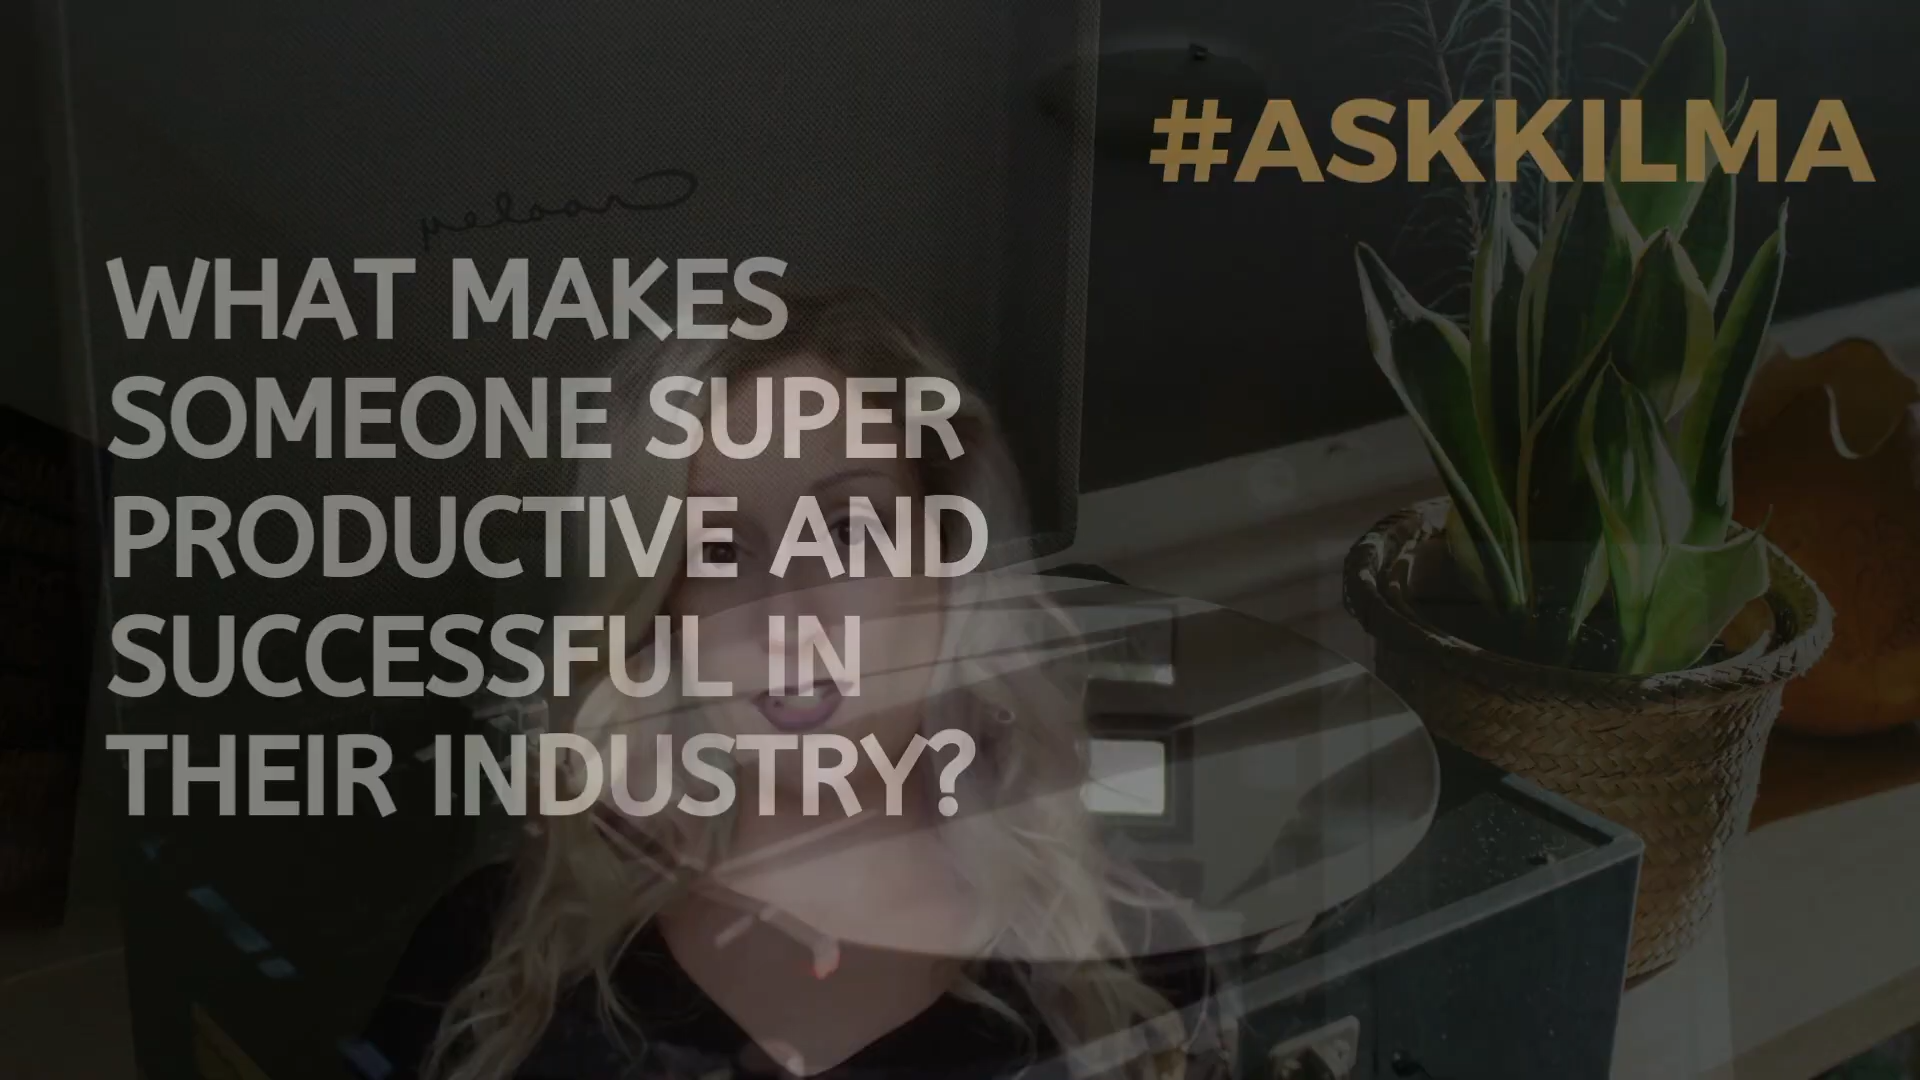 #ASKKILMA
WHAT MAKES
SOMEONE SUPER
PRODUCTIVE AND
SUCCESSFUL IN
THEIR INDUSTRY?